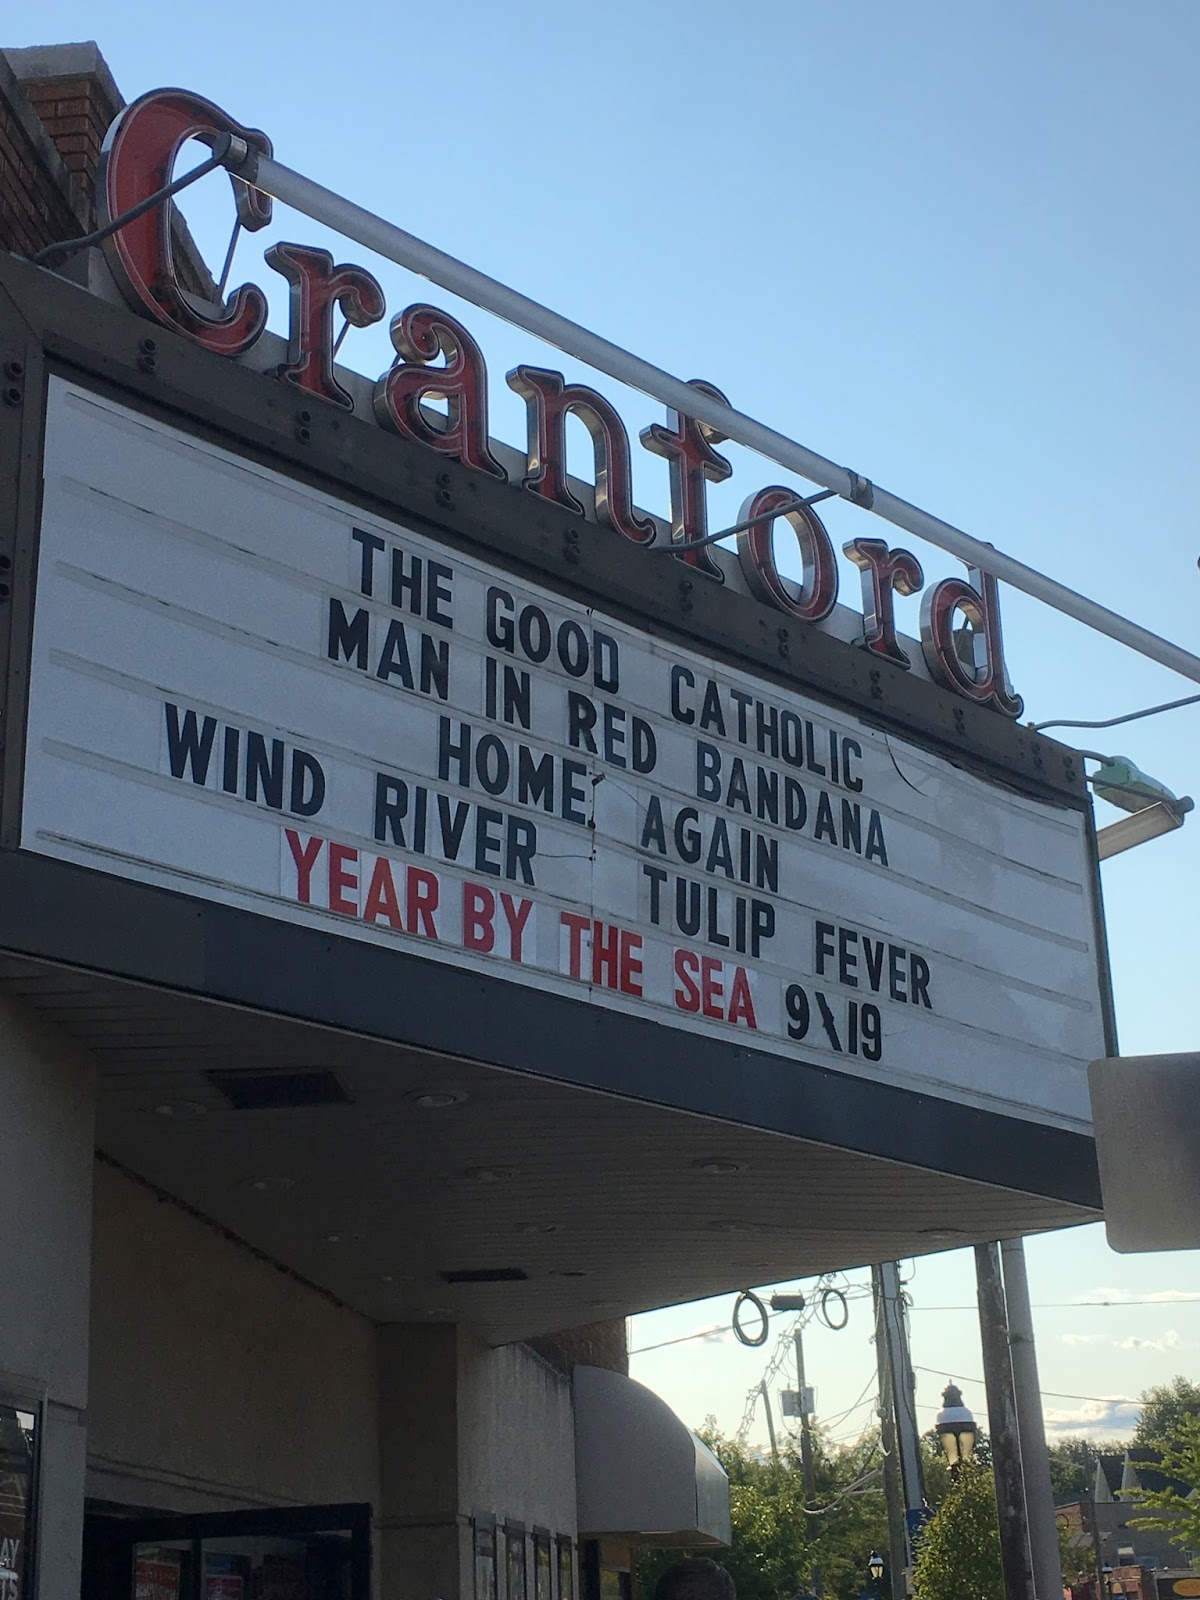 Cranford
THE GOOD CATHOLIC
MAN IN RED BANDANA
HOME AGAIN
WIND RIVER TULIP FEVER
YEAR BY THE SEA 9\19